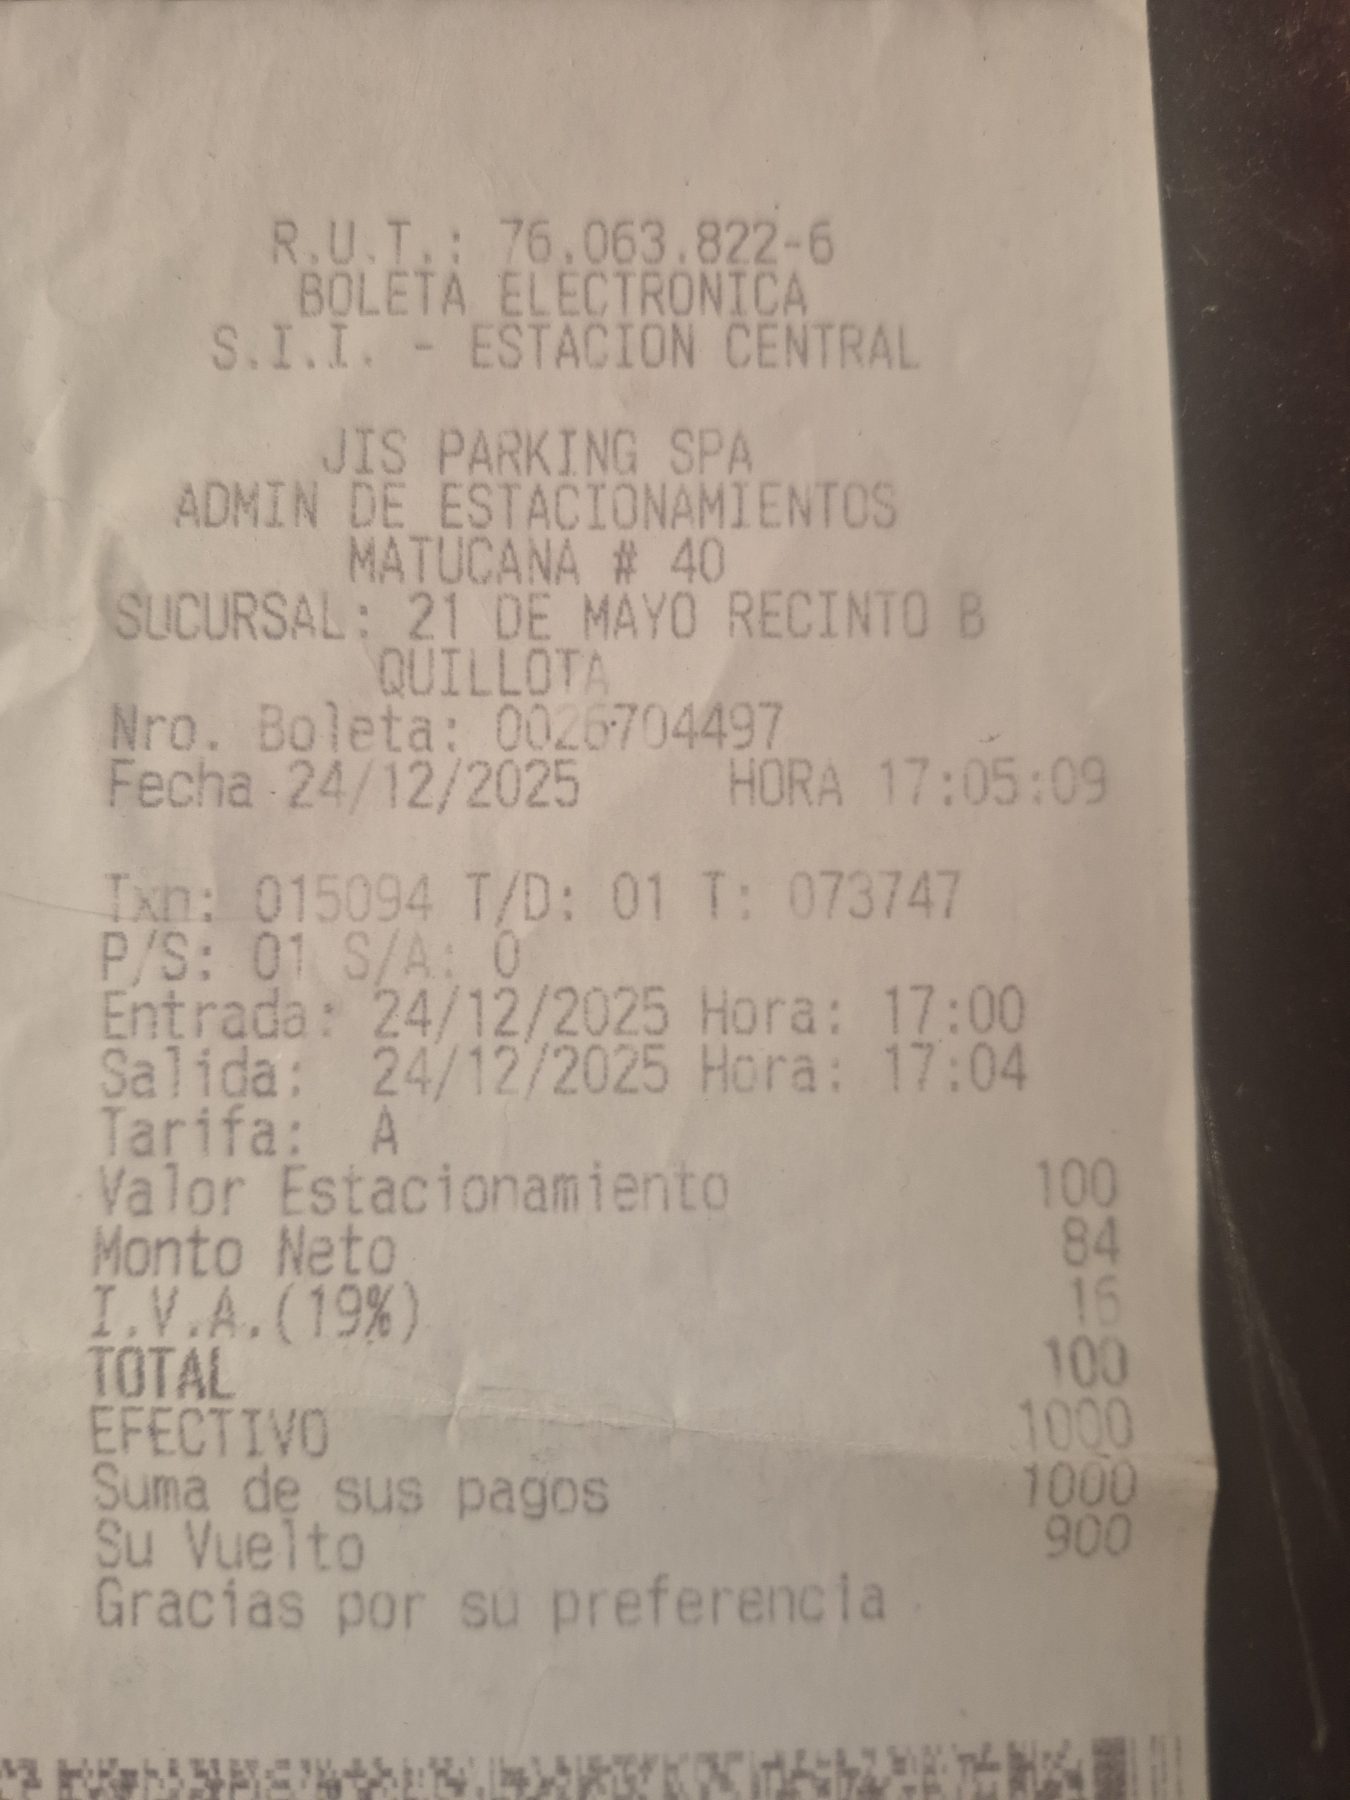 R.U.T.: 76.063.822-6
BOLETA ELECTRONICA
S.I.I. - ESTACION CENTRAL
JIS PARKING SPA
ADMIN DE ESTACIONAMIENTOS
MATUCANA # 40
SUCURSAL: 21 DE MAYO RECINTO B
QUILLOTA
Nro. Boleta: 0026704497
Fecha 24/12/2025 HORA 17:05:09
Txn: 015094 T/D: 01 T: 073747
P/S: 01 S/A: 0
Entrada: 24/12/2025 Hora: 17:00
Salida: 24/12/2025 Hora: 17:04
Tarifa: A
Valor Estacionamiento 100
Monto Neto 84
I.V.A.(19%) 16
TOTAL 100
EFECTIVO 1000
Suma de sus pagos 1000
Su Vuelto 900
Gracias por su preferencia